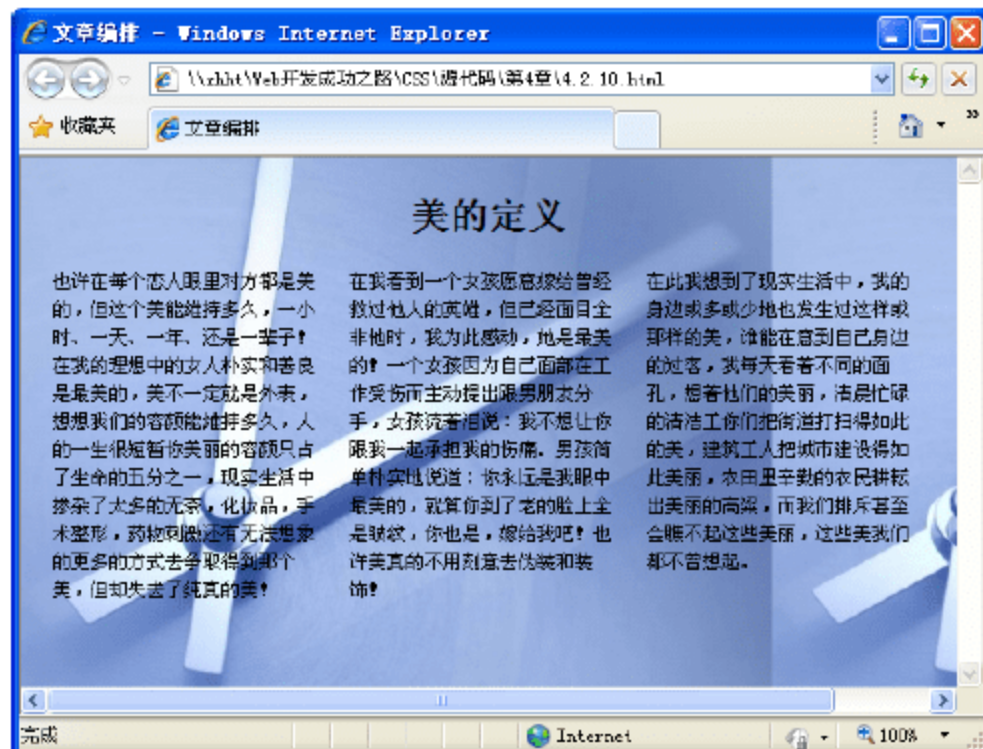 文章编排 - Windows Internet Explorer
\\zhht\Web开发成功之路\CSS\源代码\第4章\4.2.10.html
收藏夹
文章编排
»
美的定义
也许在每个恋人眼里对方都是美
的，但这个美能维持多久，一小
时、一天、一年、还是一辈子！
在我的理想中的女人朴实和善良
是最美的，美不一定就是外表，
想想我们的容颜能维持多久，人
的一生很短暂你美丽的容颜只占
了生命的五分之一，现实生活中
掺杂了太多的无奈，化妆品，手
术整形，药物刺激还有无法想象
的更多的方式去争取得到那个
美，但却失去了纯真的美！
在我看到一个女孩愿意嫁给曾经
救过他人的英雄，但已经面目全
非他时，我为此感动，她是最美
的！一个女孩因为自己面部在工
作受伤而主动提出跟男朋友分
手，女孩流着泪说：我不想让你
跟我一起承担我的伤痛。男孩简
单朴实地说道：你永远是我眼中
最美的，就算你到了老的脸上全
是皱纹，你也是，嫁给我吧！也
许美真的不用刻意去伪装和装
饰！
在此我想到了现实生活中，我的
身边或多或少地也发生过这样或
那样的美，谁能在意到自己身边
的过客，我每天看着不同的面
孔，想着他们的美丽，清晨忙碌
的清洁工你们把街道打扫得如此
的美，建筑工人把城市建设得如
此美丽，农田里辛勤的农民耕耘
出美丽的高粱，而我们排斥甚至
会瞧不起这些美丽，这些美我们
都不曾想起。
完成
Internet
100%